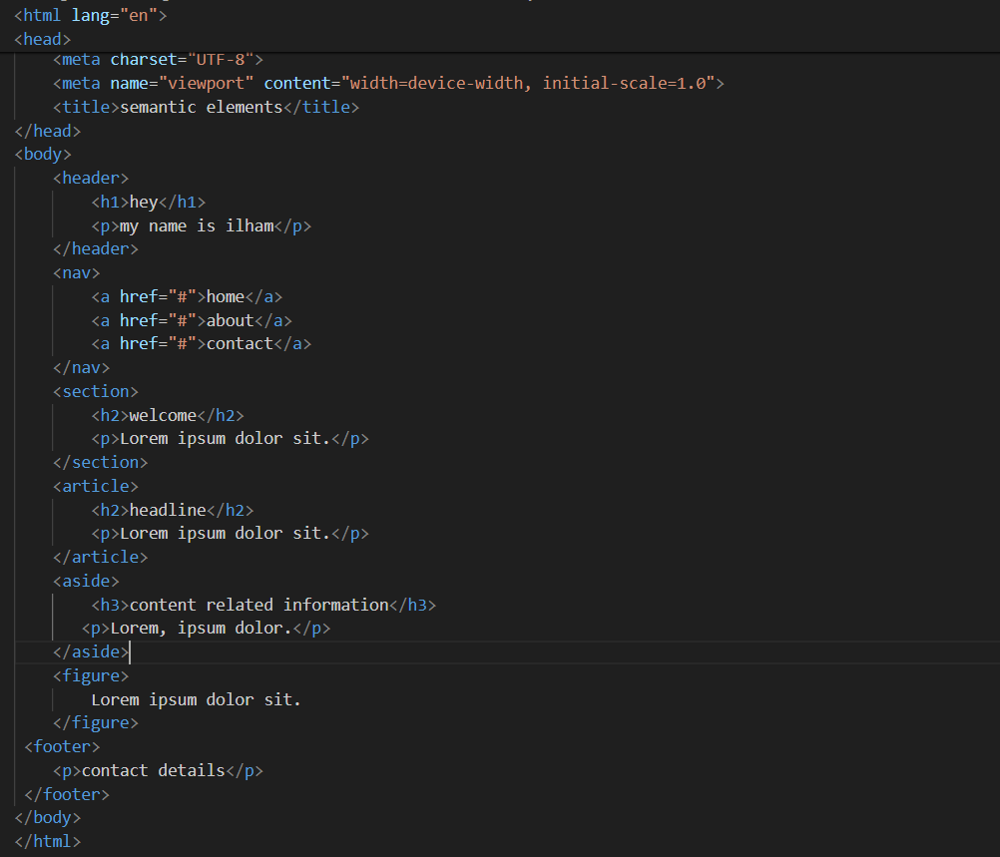 <html lang="en">
<head>
    <meta charset="UTF-8">
    <meta name="viewport" content="width=device-width, initial-scale=1.0">
    <title>semantic elements</title>
</head>
<body>
    <header>
        <h1>hey</h1>
        <p>my name is ilham</p>
    </header>
    <nav>
        <a href="#">home</a>
        <a href="#">about</a>
        <a href="#">contact</a>
    </nav>
    <section>
        <h2>welcome</h2>
        <p>Lorem ipsum dolor sit.</p>
    </section>
    <article>
        <h2>headline</h2>
        <p>Lorem ipsum dolor sit.</p>
    </article>
    <aside>
        <h3>content related information</h3>
       <p>Lorem, ipsum dolor.</p>
    </aside>
    <figure>
        Lorem ipsum dolor sit.
    </figure>
 <footer>
    <p>contact details</p>
 </footer>
</body>
</html>